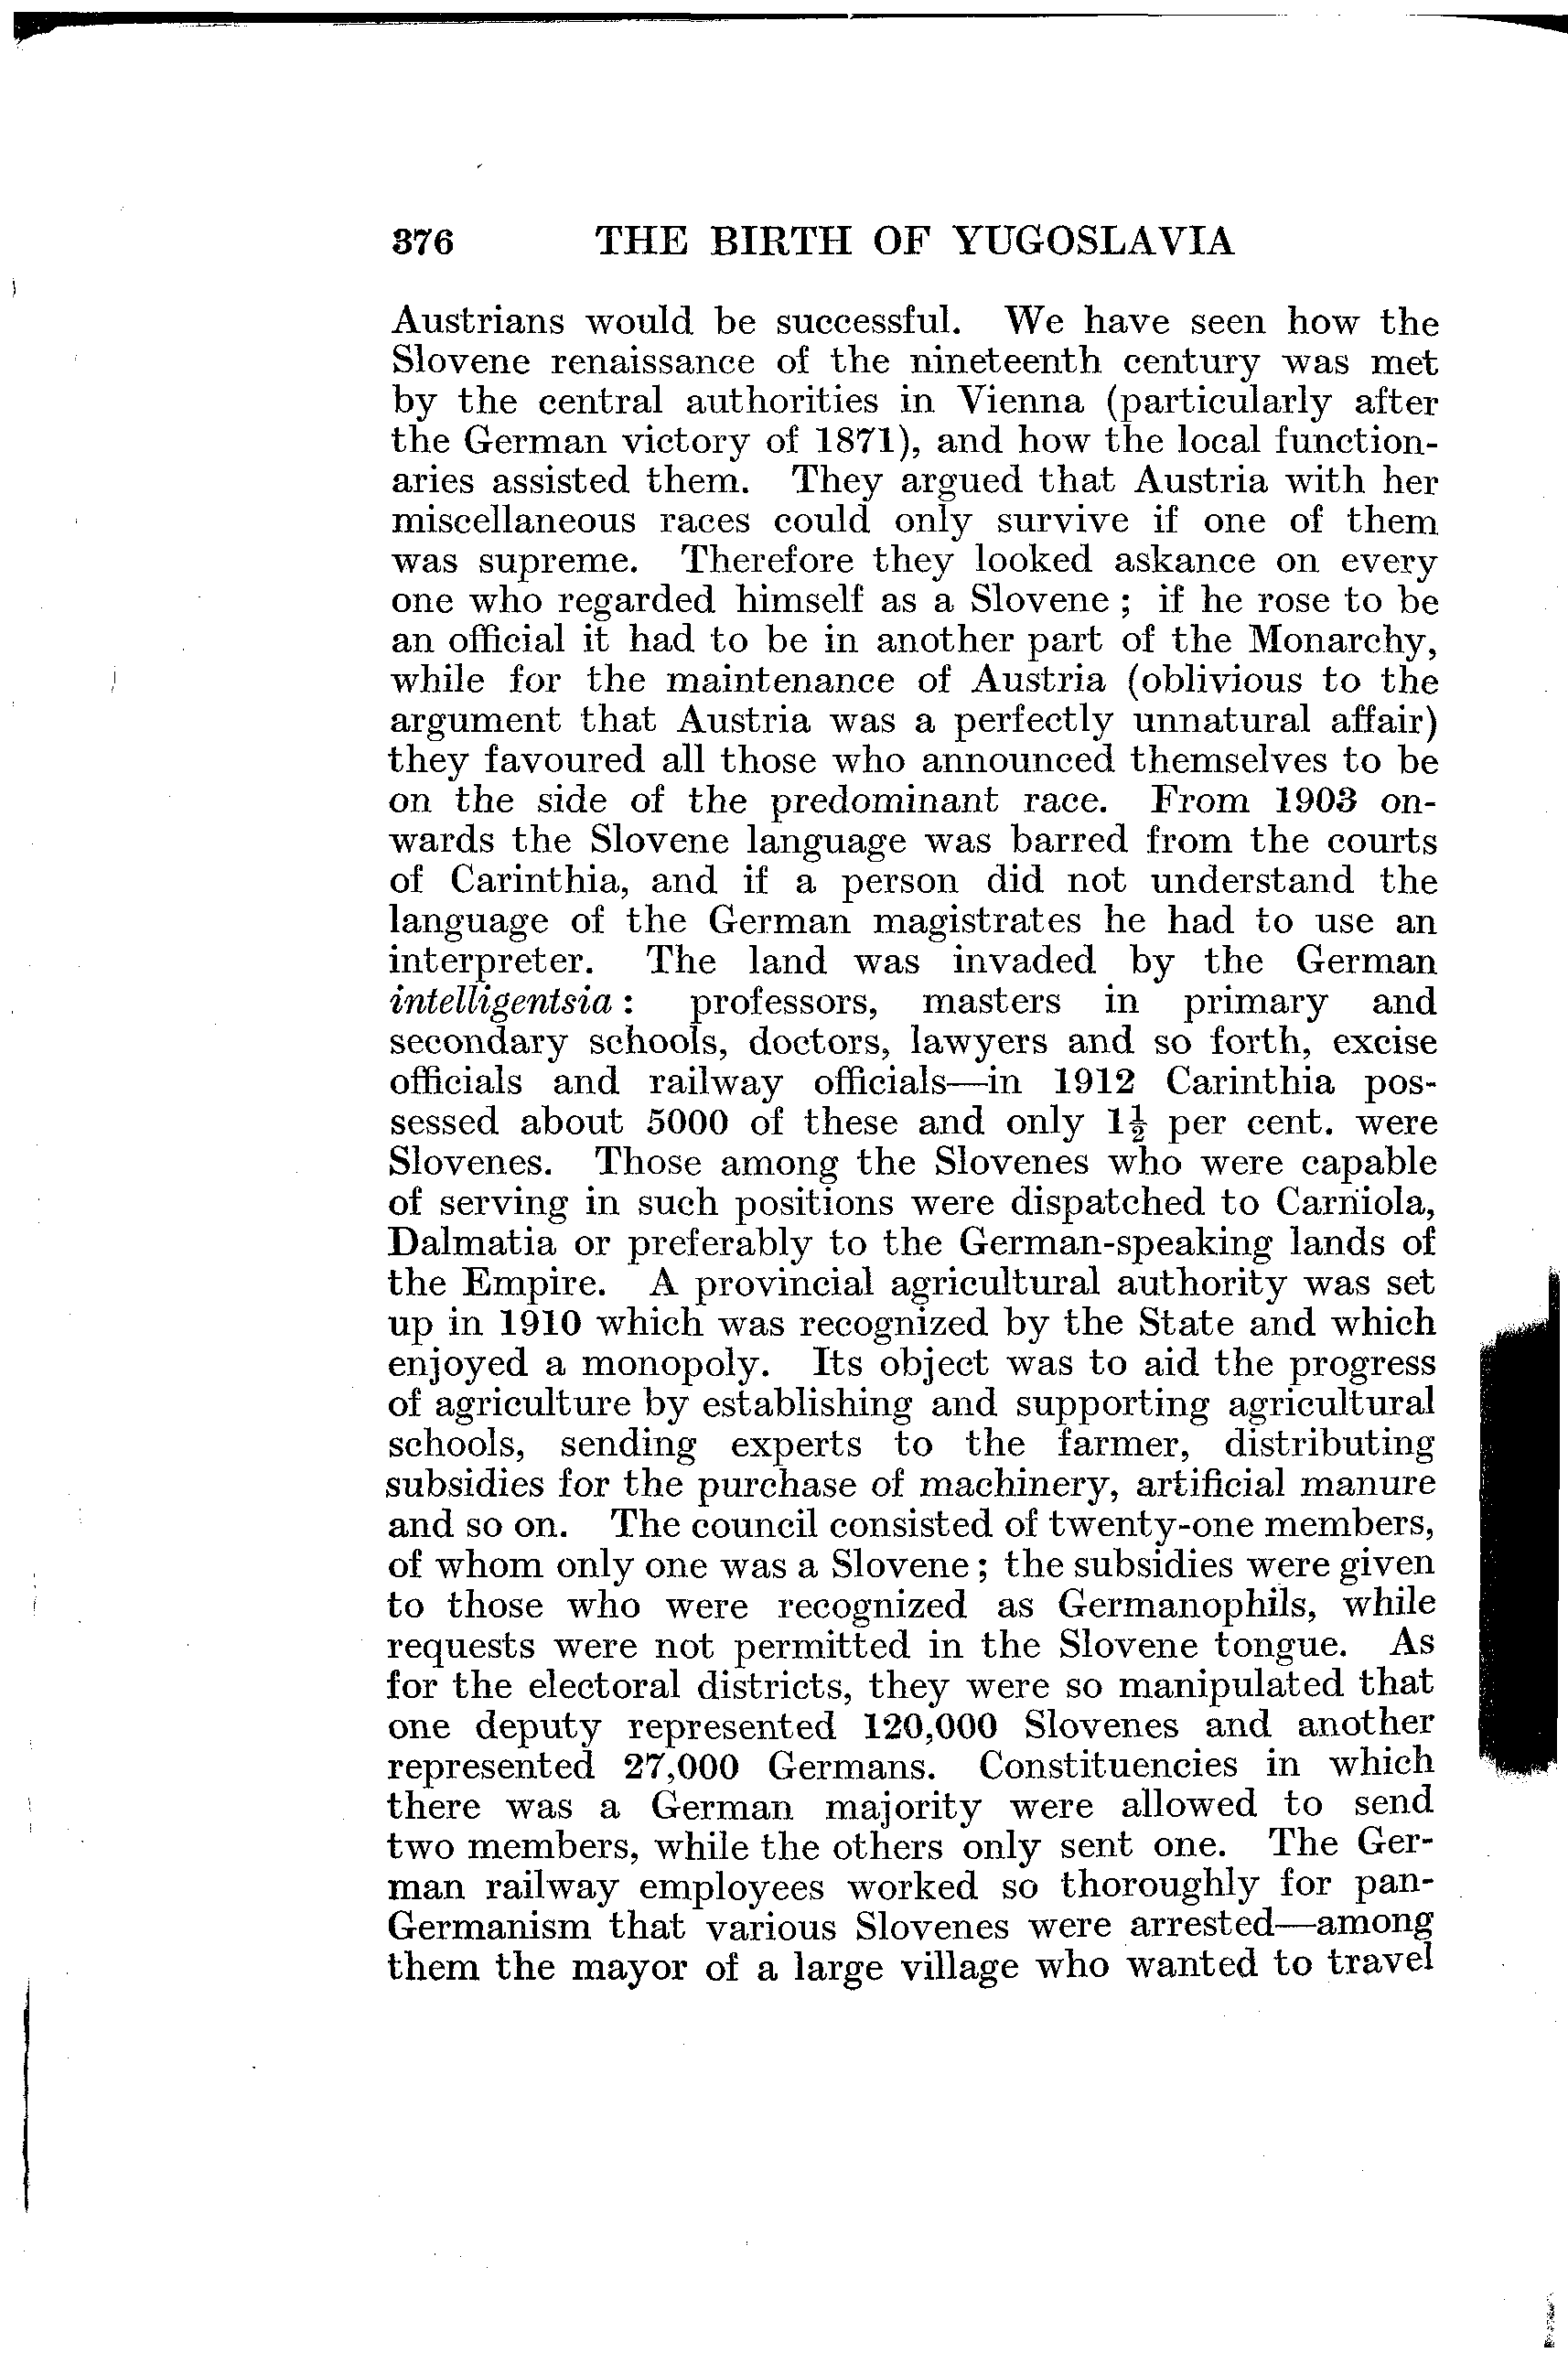 376 THE BIRTH OF YUGOSLAVIA
Austrians would be successful. We have seen how the
Slovene renaissance of the nineteenth century was met
by the central authorities in Vienna (particularly after
the German victory of 1871), and how the local function-
aries assisted them. They argued that Austria with her
miscellaneous races could only survive if one of them
was supreme. Therefore they looked askance on every
one who regarded himself as a Slovene ; if he rose to be
an official it had to be in another part of the Monarchy,
while for the maintenance of Austria (oblivious to the
argument that Austria was a perfectly unnatural affair)
they favoured all those who announced themselves to be
on the side of the predominant race. From 1903 on-
wards the Slovene language was barred from the courts
of Carinthia, and if a person did not understand the
language of the German magistrates he had to use an
interpreter. The land was invaded by the German
intelligentsia : professors, masters in primary and
secondary schools, doctors, lawyers and so forth, excise
officials and railway officials—in 1912 Carinthia pos-
sessed about 5000 of these and only 1½ per cent. were
Slovenes. Those among the Slovenes who were capable
of serving in such positions were dispatched to Carniola,
Dalmatia or preferably to the German-speaking lands of
the Empire. A provincial agricultural authority was set
up in 1910 which was recognized by the State and which
enjoyed a monopoly. Its object was to aid the progress
of agriculture by establishing and supporting agricultural
schools, sending experts to the farmer, distributing
subsidies for the purchase of machinery, artificial manure
and so on. The council consisted of twenty-one members,
of whom only one was a Slovene ; the subsidies were given
to those who were recognized as Germanophils, while
requests were not permitted in the Slovene tongue. As
for the electoral districts, they were so manipulated that
one deputy represented 120,000 Slovenes and another
represented 27,000 Germans. Constituencies in which
there was a German majority were allowed to send
two members, while the others only sent one. The Ger-
man railway employees worked so thoroughly for pan-
Germanism that various Slovenes were arrested—among
them the mayor of a large village who wanted to travel